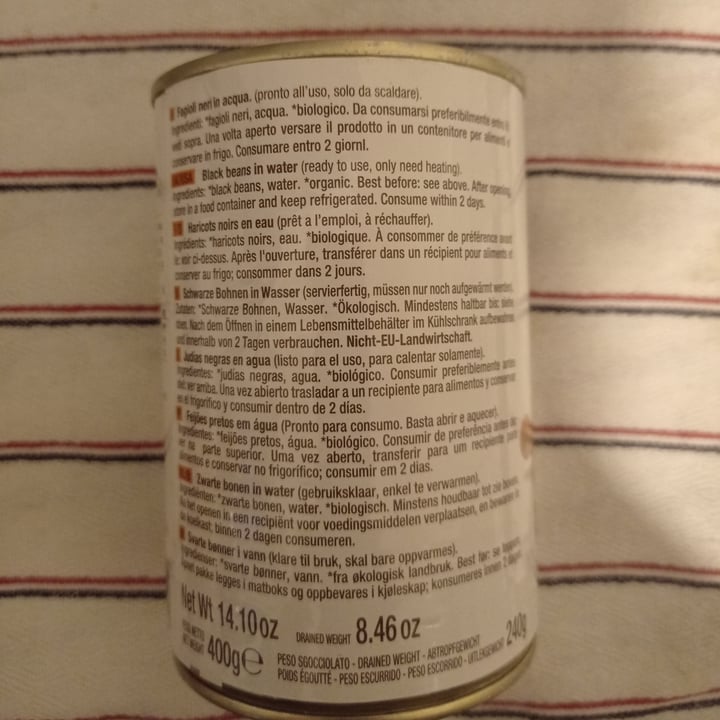 Fagioli neri in acqua. (pronto all'uso, solo da scaldare).
Ingredienti: *fagioli neri, acqua. *biologico. Da consumarsi preferibilmente entro il
vedi sopra. Una volta aperto versare il prodotto in un contenitore per alimenti e
conservare in frigo. Consumare entro 2 giorni.
Black beans in water (ready to use, only need heating).
Ingredients: *black beans, water. *organic. Best before: see above. After opening,
store in a food container and keep refrigerated. Consume within 2 days.
Haricots noirs en eau (prêt a l'emploi, à réchauffer).
Ingrédients: *haricots noirs, eau. *biologique. À consommer de préférence avant
le: voir ci-dessus. Après l'ouverture, transférer dans un récipient pour aliments et
conserver au frigo; consommer dans 2 jours.
Schwarze Bohnen in Wasser (servierfertig, müssen nur noch aufgewärmt werden).
Zutaten: *Schwarze Bohnen, Wasser. *Ökologisch. Mindestens haltbar bis: siehe
oben. Nach dem Öffnen in einem Lebensmittelbehälter im Kühlschrank aufbewahren
und innerhalb von 2 Tagen verbrauchen. Nicht-EU-Landwirtschaft.
Judías negras en agua (listo para el uso, para calentar solamente).
Ingredientes: *judías negras, agua. *biológico. Consumir preferiblemente antes
del: ver arriba. Una vez abierto trasladar a un recipiente para alimentos y conservar
en el frigorífico y consumir dentro de 2 días.
Feijões pretos em água (Pronto para consumo. Basta abrir e aquecer).
Ingredientes: *feijões pretos, água. *biológico. Consumir de preferência antes de:
ver na parte superior. Uma vez aberto, transferir para um recipiente para
alimentos e conservar no frigorífico; consumir em 2 dias.
Zwarte bonen in water (gebruiksklaar, enkel te verwarmen).
Ingrediënten: *zwarte bonen, water. *biologisch. Minstens houdbaar tot zie boven.
Na het openen in een recipiënt voor voedingsmiddelen verplaatsen, en bewaren in
de koelkast; binnen 2 dagen consumeren.
Svarte bønner i vann (klare til bruk, skal bare oppvarmes).
Ingredienser: *svarte bønner, vann. *fra økologisk landbruk. Best før: se toppen.
Åpnet pakke legges i matboks og oppbevares i kjøleskap; konsumeres innen 2 dager.
Net Wt 14.10 oz DRAINED WEIGHT 8.46 oz
PESO NETTO
NET WEIGHT 400g ℮ PESO SGOCCIOLATO - DRAINED WEIGHT - ABTROPFGEWICHT 240g
POIDS ÉGOUTTÉ - PESO ESCURRIDO - PESO ESCORRIDO - UITLEKGEWICHT